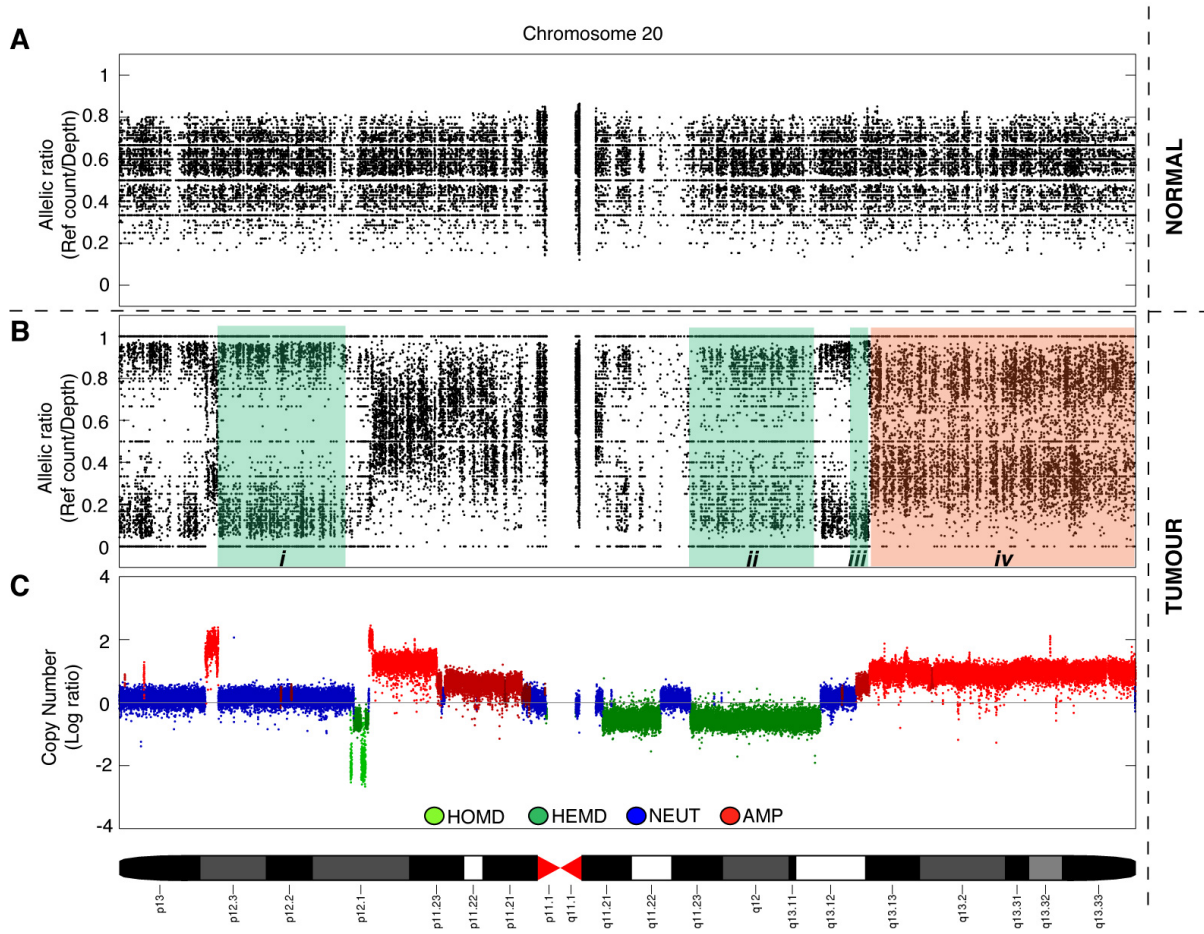 Chromosome 20
A
1
0.8
0.6
0.4
0.2
0
Allelic ratio
(Ref count/Depth)
NORMAL
B
1
0.8
0.6
0.4
0.2
0
Allelic ratio
(Ref count/Depth)
i
ii
iii
iv
TUMOUR
C
4
2
0
-2
-4
Copy Number
(Log ratio)
HOMD
HEMD
NEUT
AMP
p13
p12.3
p12.2
p12.1
p11.23
p11.22
p11.21
p11.1
q11.1
q11.21
q11.22
q11.23
q12
q13.11
q13.12
q13.13
q13.2
q13.31
q13.32
q13.33